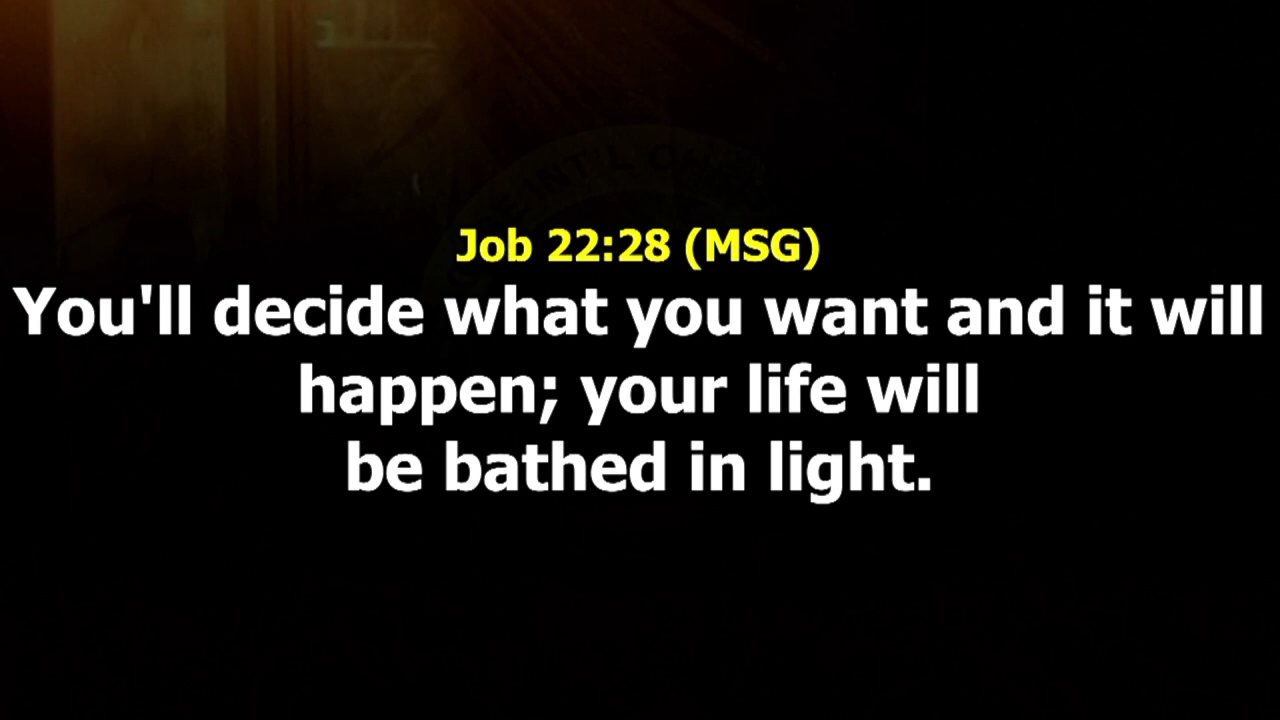 INT'L
Job 22:28 (MSG)
You'll decide what you want and it will
happen; your life will
be bathed in light.